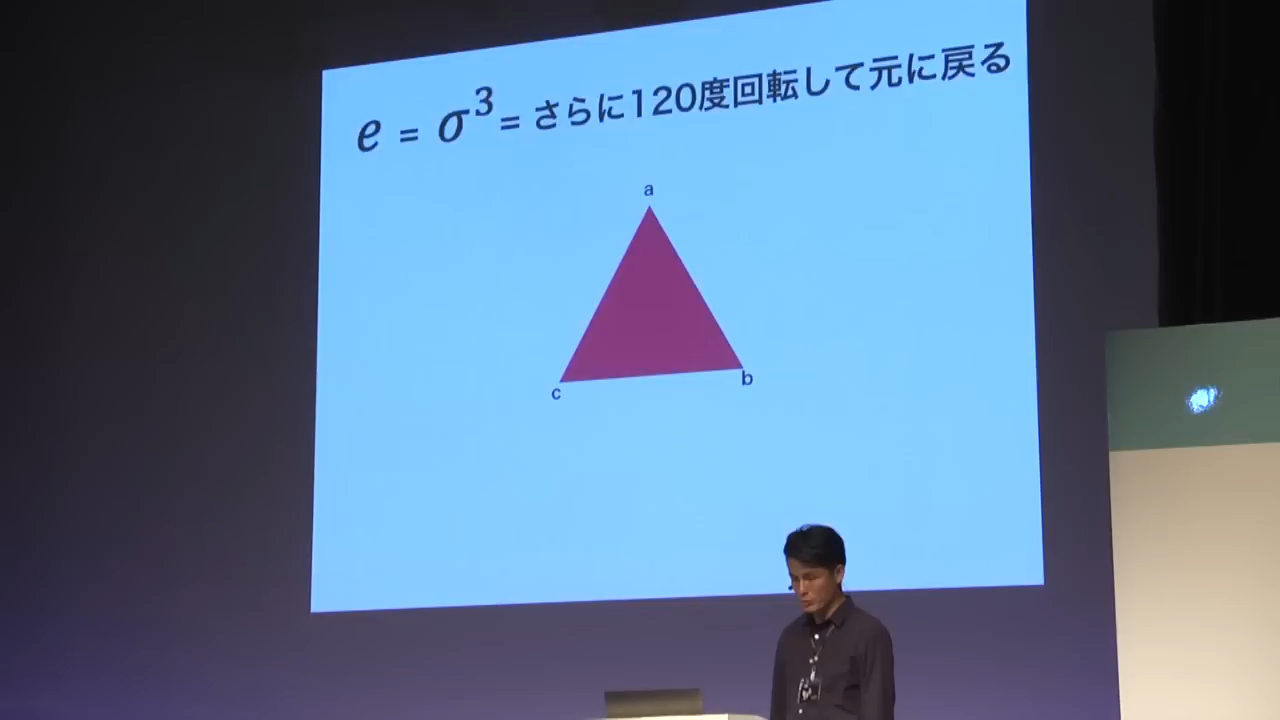 e = σ³ = さらに120度回転して元に戻る
a
c
b